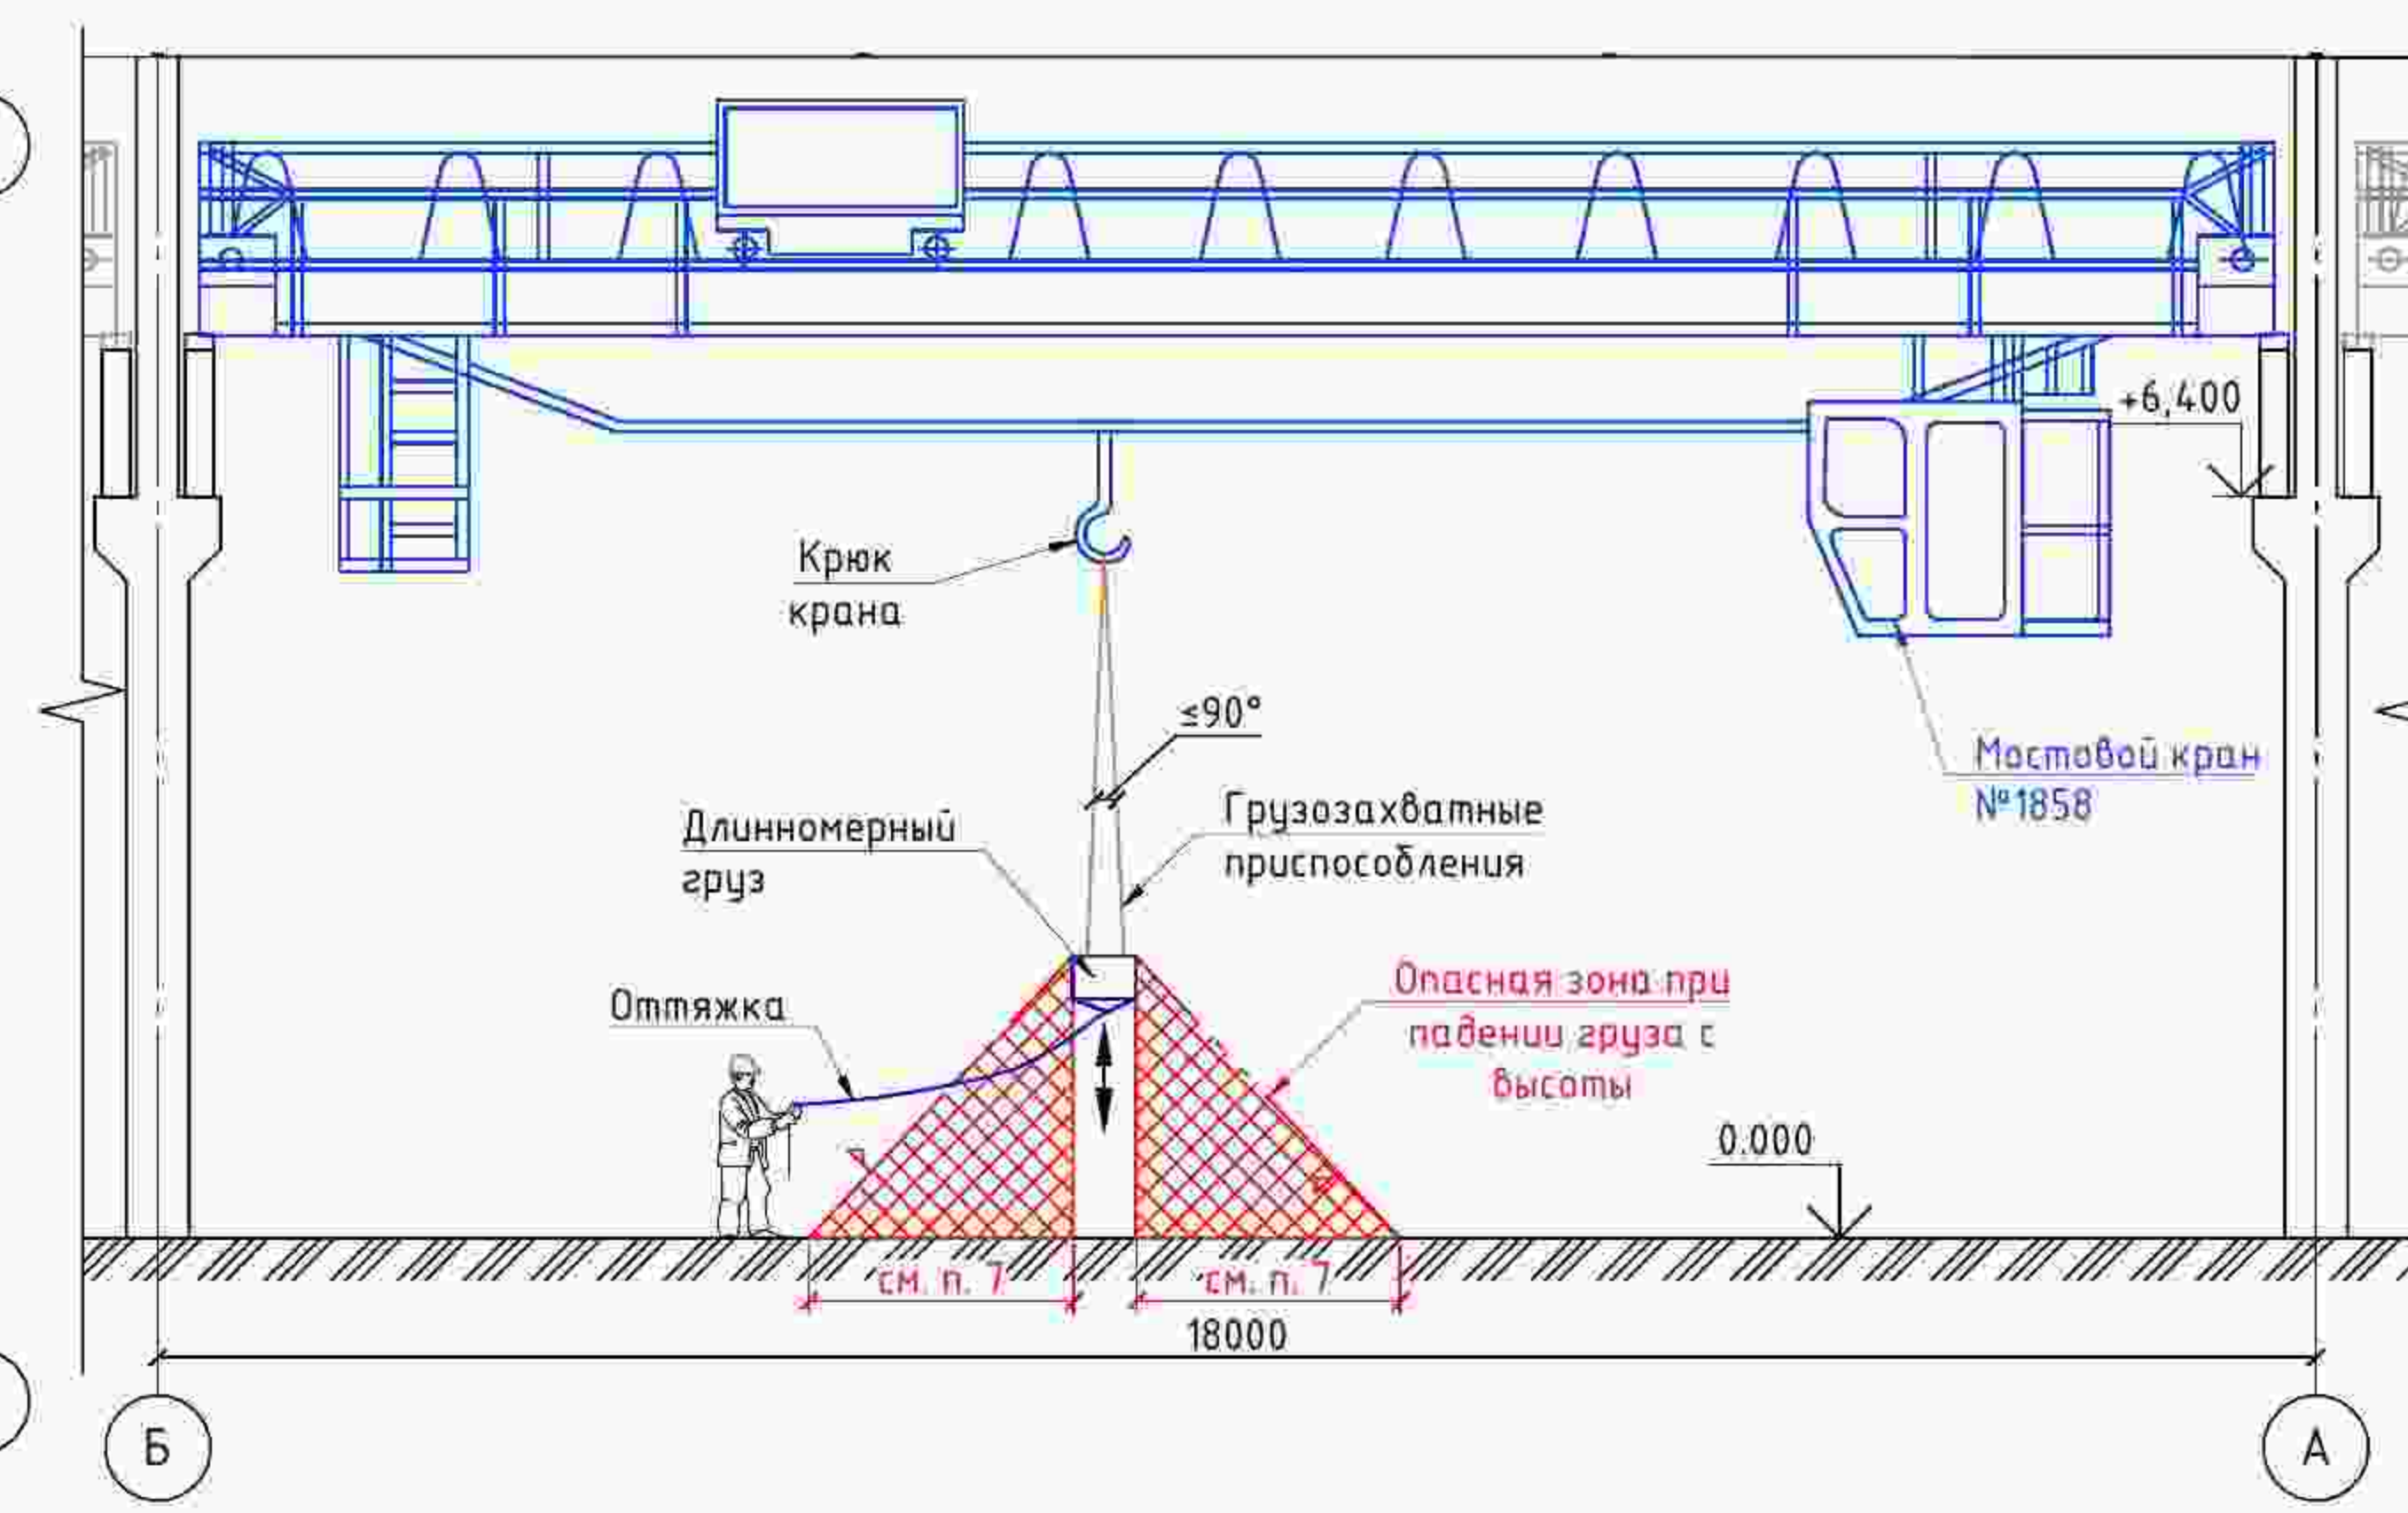 +6,400
Крюк
крана
≤90°
Мостовой кран
№1858
Длинномерный
груз
Грузозахватные
приспособления
Оттяжка
Опасная зона при
падении груза с
высоты
0.000
см. п. 7
см. п. 7
18000
Б
А